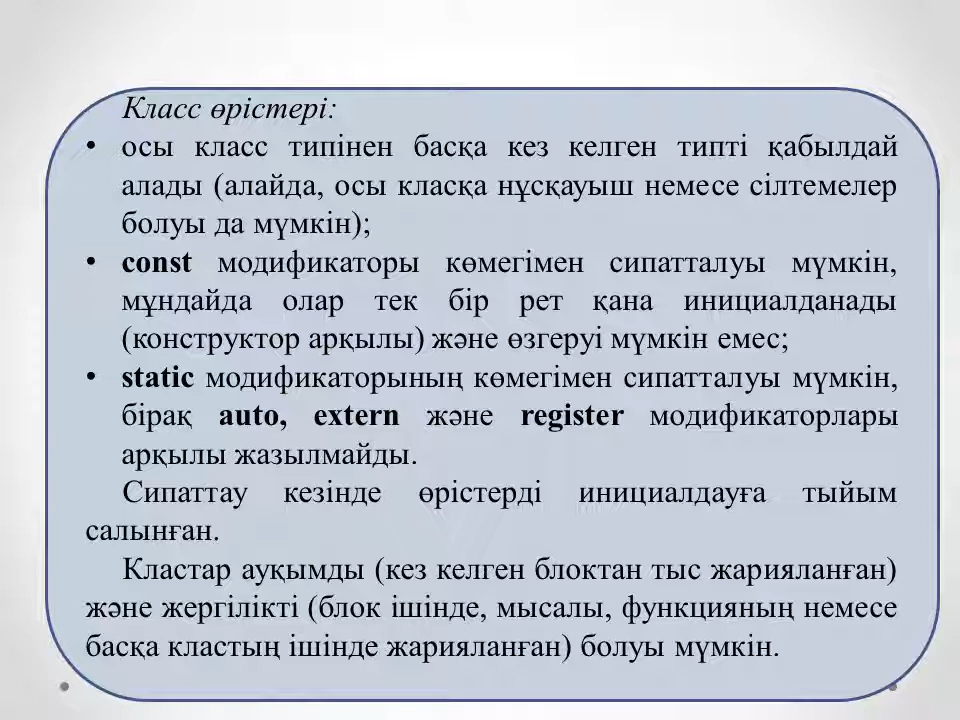 Класс өрістері:
• осы класс типінен басқа кез келген типті қабылдай
алады (алайда, осы класқа нұсқауыш немесе сілтемелер
болуы да мүмкін);
• const модификаторы көмегімен сипатталуы мүмкін,
мұндайда олар тек бір рет қана инициалданады
(конструктор арқылы) және өзгеруі мүмкін емес;
• static модификаторының көмегімен сипатталуы мүмкін,
бірақ auto, extern және register модификаторлары
арқылы жазылмайды.
Сипаттау кезінде өрістерді инициалдауға тыйым
салынған.
Кластар ауқымды (кез келген блоктан тыс жарияланған)
және жергілікті (блок ішінде, мысалы, функцияның немесе
басқа кластың ішінде жарияланған) болуы мүмкін.